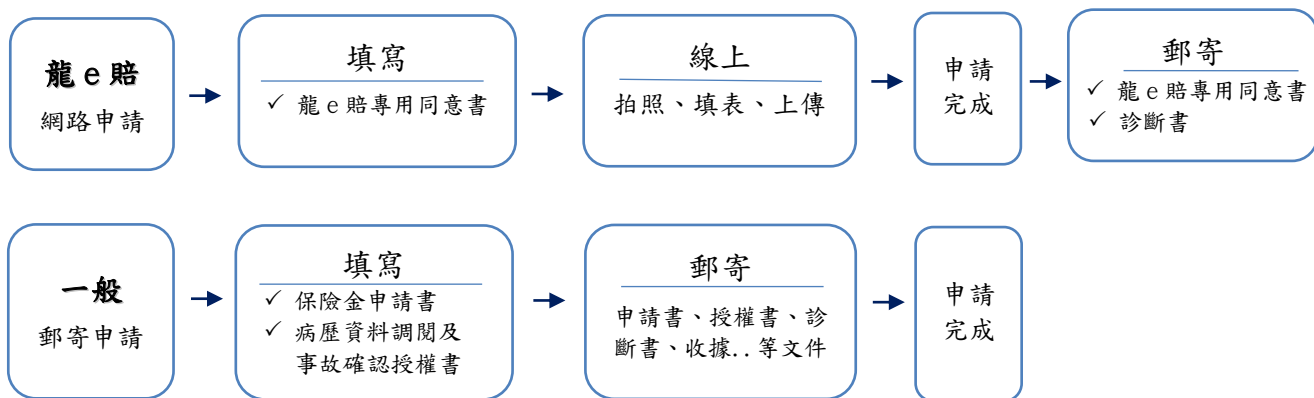 龍e賠
網路申請
填寫
✓ 龍e賠專用同意書
線上
拍照、填表、上傳
申請
完成
郵寄
✓ 龍e賠專用同意書
✓ 診斷書
一般
郵寄申請
填寫
✓ 保險金申請書
✓ 病歷資料調閱及
事故確認授權書
郵寄
申請書、授權書、診
斷書、收據..等文件
申請
完成